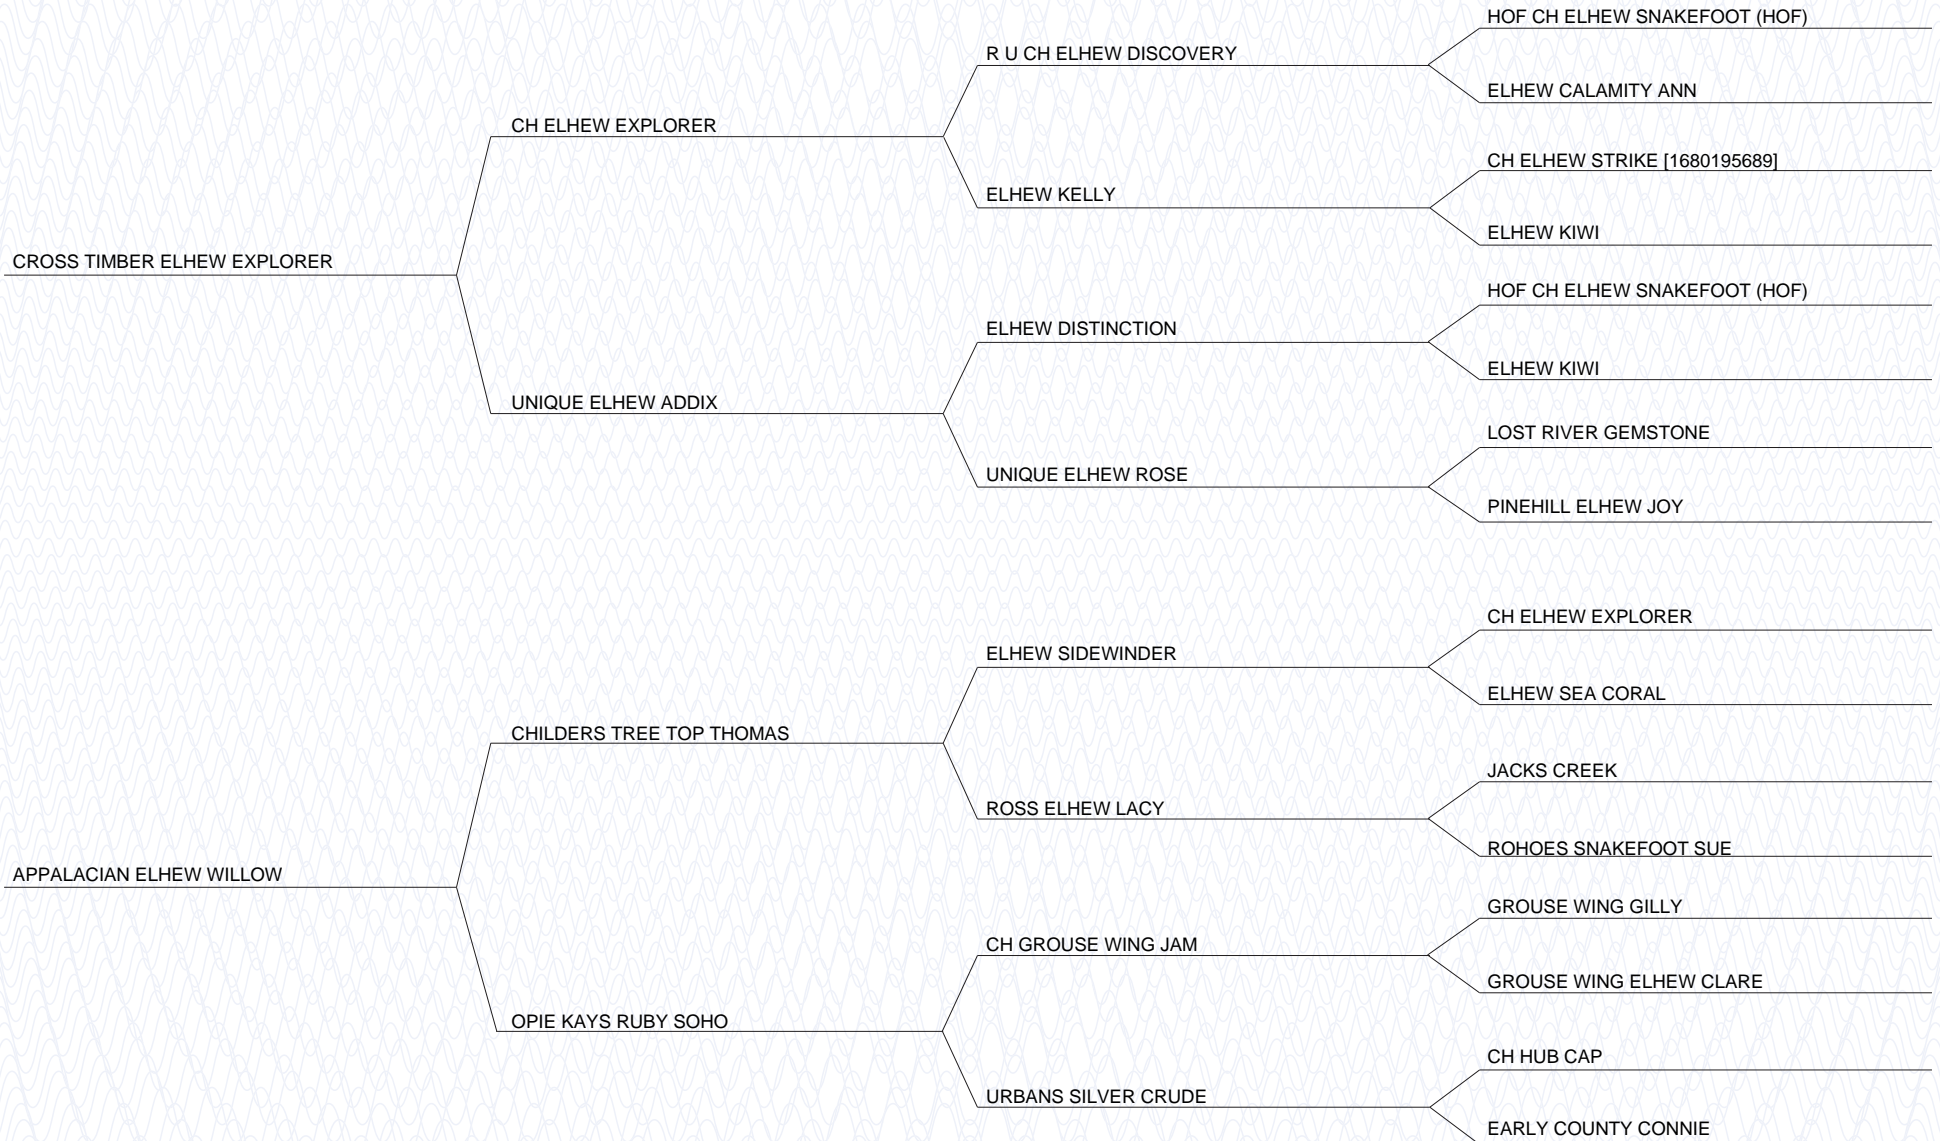 HOF CH ELHEW SNAKEFOOT (HOF)
R U CH ELHEW DISCOVERY
ELHEW CALAMITY ANN
CH ELHEW EXPLORER
CH ELHEW STRIKE [1680195689]
ELHEW KELLY
ELHEW KIWI
CROSS TIMBER ELHEW EXPLORER
HOF CH ELHEW SNAKEFOOT (HOF)
ELHEW DISTINCTION
ELHEW KIWI
UNIQUE ELHEW ADDIX
LOST RIVER GEMSTONE
UNIQUE ELHEW ROSE
PINEHILL ELHEW JOY
CH ELHEW EXPLORER
ELHEW SIDEWINDER
ELHEW SEA CORAL
CHILDERS TREE TOP THOMAS
JACKS CREEK
ROSS ELHEW LACY
ROHOES SNAKEFOOT SUE
APPALACIAN ELHEW WILLOW
GROUSE WING GILLY
CH GROUSE WING JAM
GROUSE WING ELHEW CLARE
OPIE KAYS RUBY SOHO
CH HUB CAP
URBANS SILVER CRUDE
EARLY COUNTY CONNIE